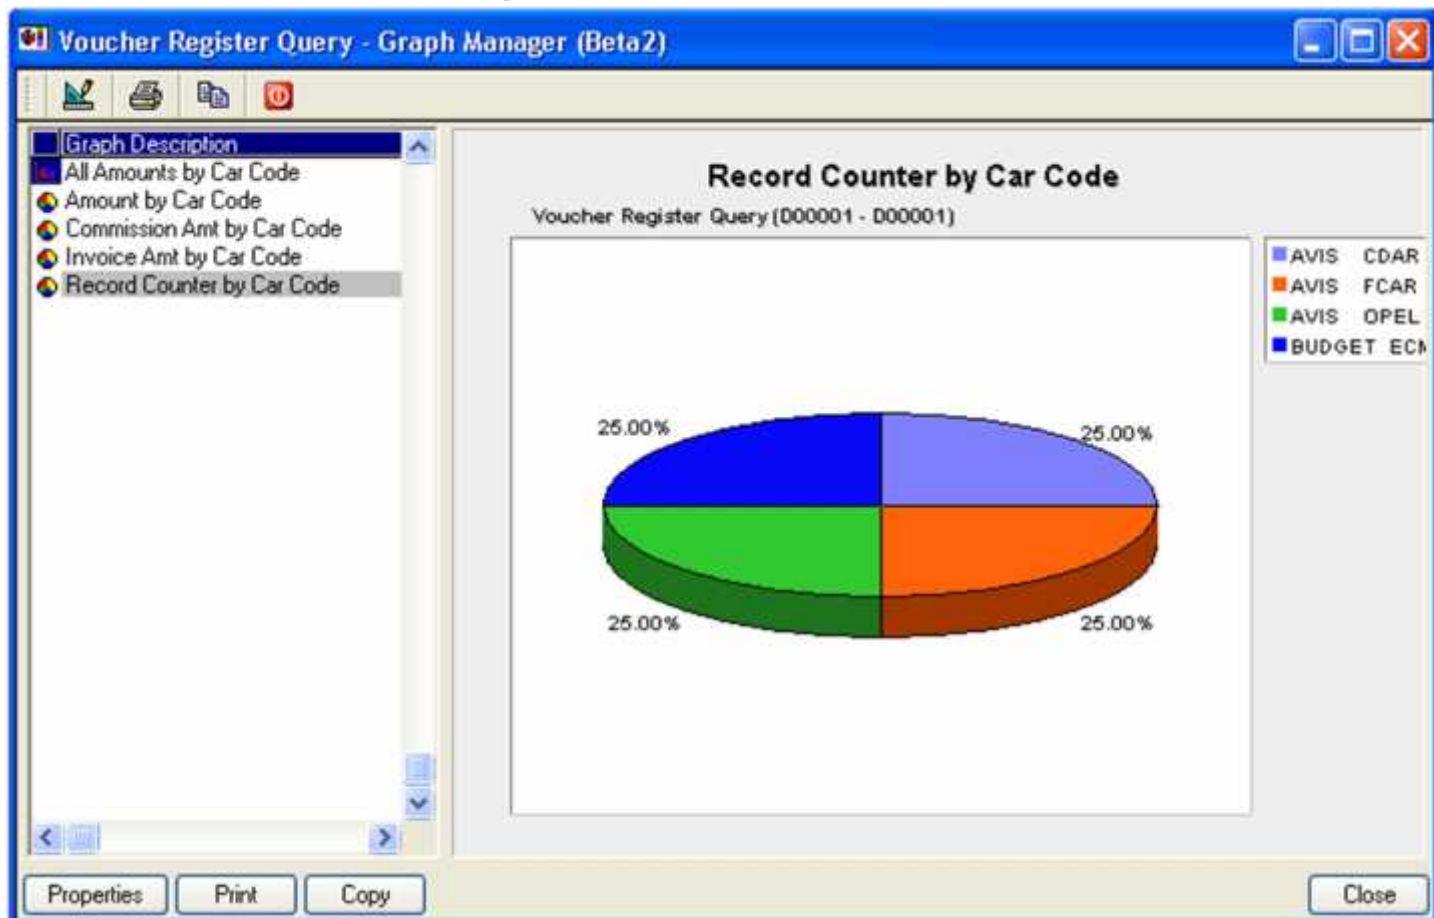 Voucher Register Query - Graph Manager (Beta2)
Graph Description
All Amounts by Car Code
Amount by Car Code
Commission Amt by Car Code
Invoice Amt by Car Code
Record Counter by Car Code
Record Counter by Car Code
Voucher Register Query (D00001 - D00001)
AVIS CDAR
AVIS FCAR
AVIS OPEL
BUDGET ECM
25.00% 25.00%
25.00% 25.00%
Properties Print Copy Close